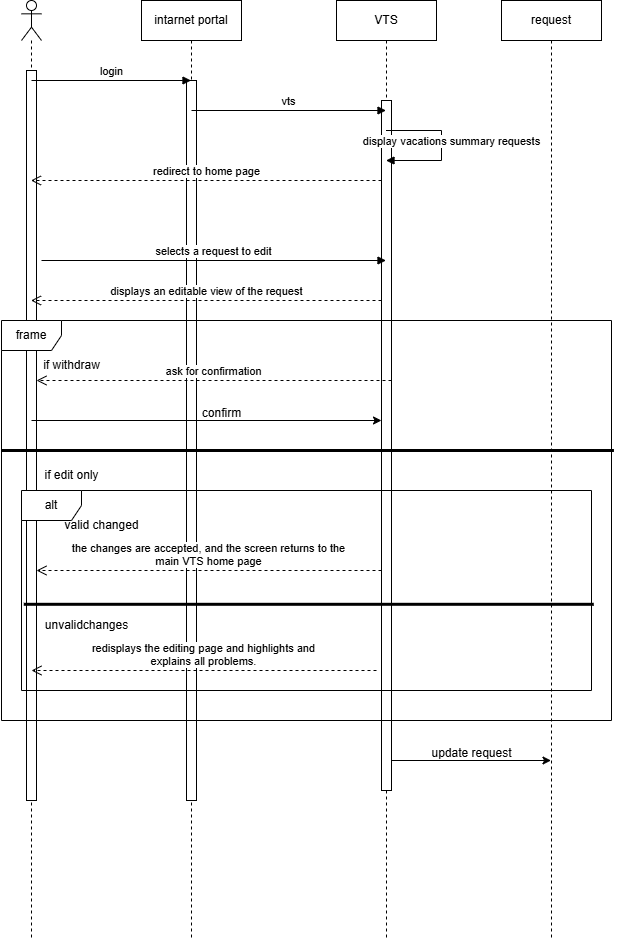 intarnet portal
VTS
request
login
vts
display vacations summary requests
redirect to home page
selects a request to edit
displays an editable view of the request
frame
if withdraw
ask for confirmation
confirm
if edit only
alt
valid changed
the changes are accepted, and the screen returns to the
main VTS home page
unvalidchanges
redisplays the editing page and highlights and
explains all problems.
update request